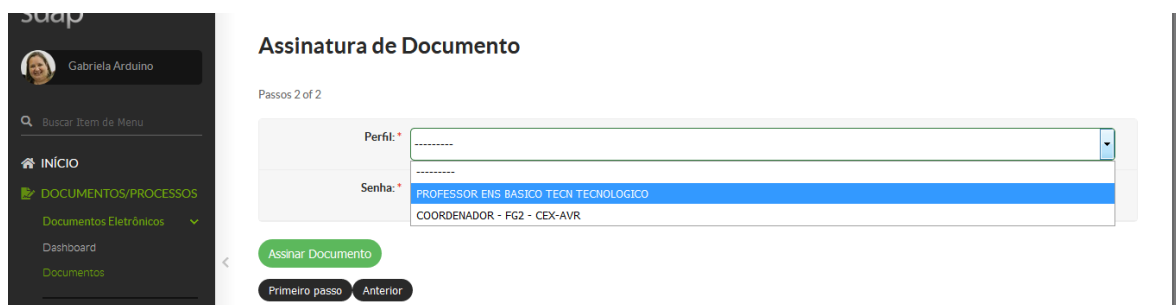 suap
Gabriela Arduino
Buscar Item de Menu
INÍCIO
DOCUMENTOS/PROCESSOS
Documentos Eletrônicos
Dashboard
Documentos
Assinatura de Documento
Passos 2 of 2
Perfil: *
---------
---------
Senha: *
PROFESSOR ENS BASICO TECN TECNOLOGICO
COORDENADOR - FG2 - CEX-AVR
Assinar Documento
Primeiro passo Anterior